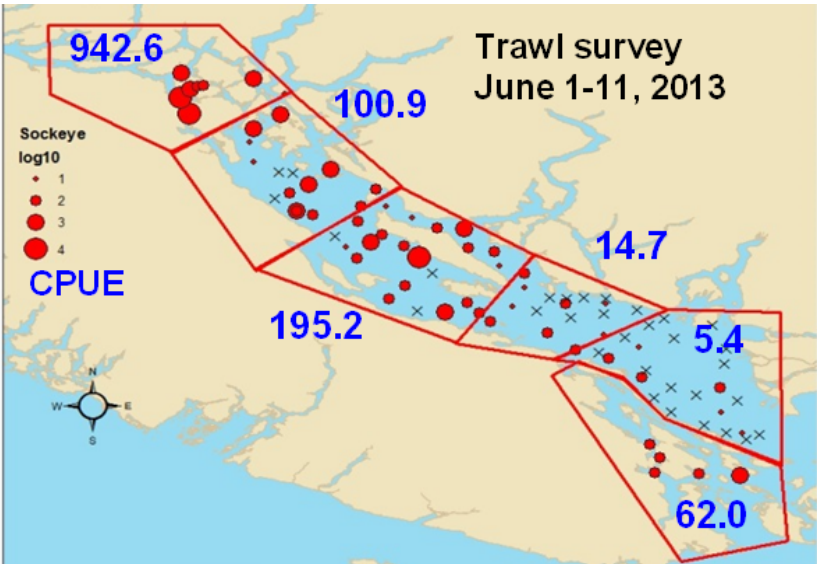 942.6
Trawl survey
June 1-11, 2013
100.9
Sockeye
log10
1
2
3
4
CPUE
14.7
195.2
5.4
N
W E
S
62.0